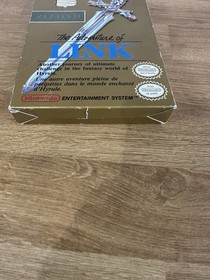 The Adventure of
LINK
Another journey of ultimate
challenge in the fantasy world of
Hyrule.
Une autre aventure pleine de
péripéties dans le monde enchanté
d'Hyrule.
Nintendo ENTERTAINMENT SYSTEM™